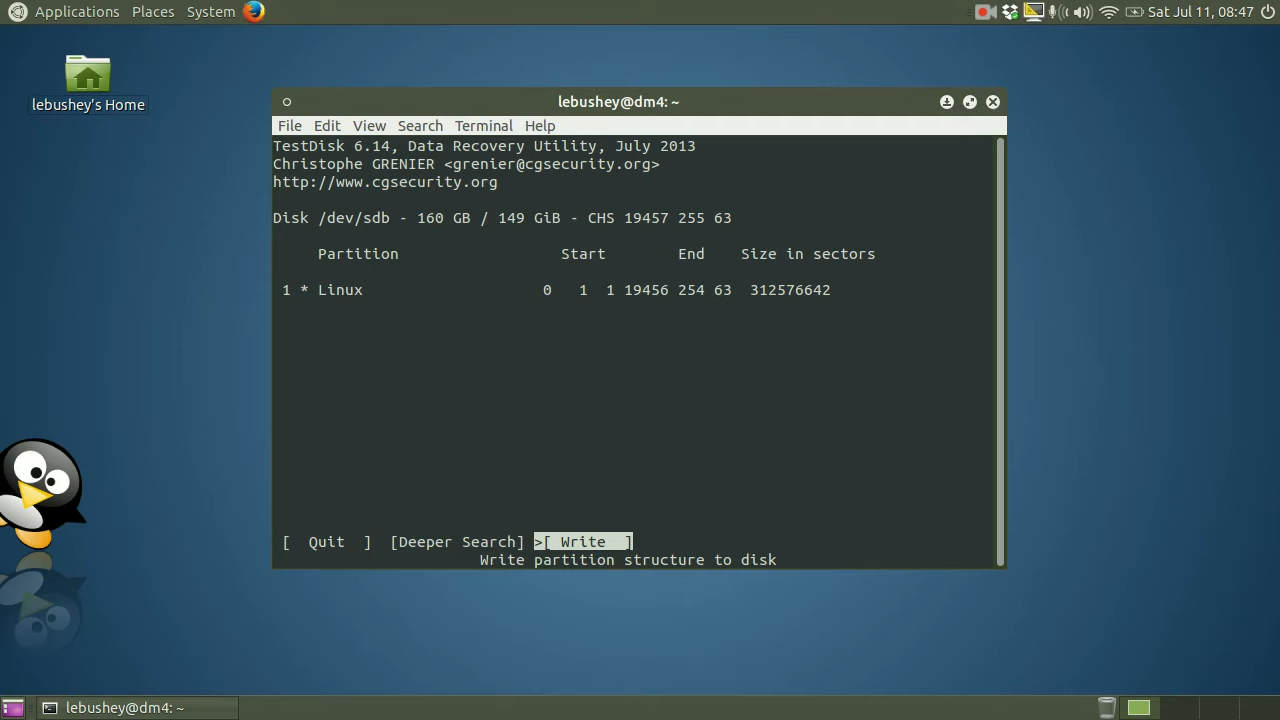 Applications Places System Sat Jul 11, 08:47
lebushey's Home
lebushey@dm4: ~
File Edit View Search Terminal Help
TestDisk 6.14, Data Recovery Utility, July 2013
Christophe GRENIER <grenier@cgsecurity.org>
http://www.cgsecurity.org
Disk /dev/sdb - 160 GB / 149 GiB - CHS 19457 255 63
Partition Start End Size in sectors
1 * Linux 0 1 1 19456 254 63 312576642
[ Quit ] [Deeper Search] >[ Write ]
Write partition structure to disk
lebushey@dm4: ~